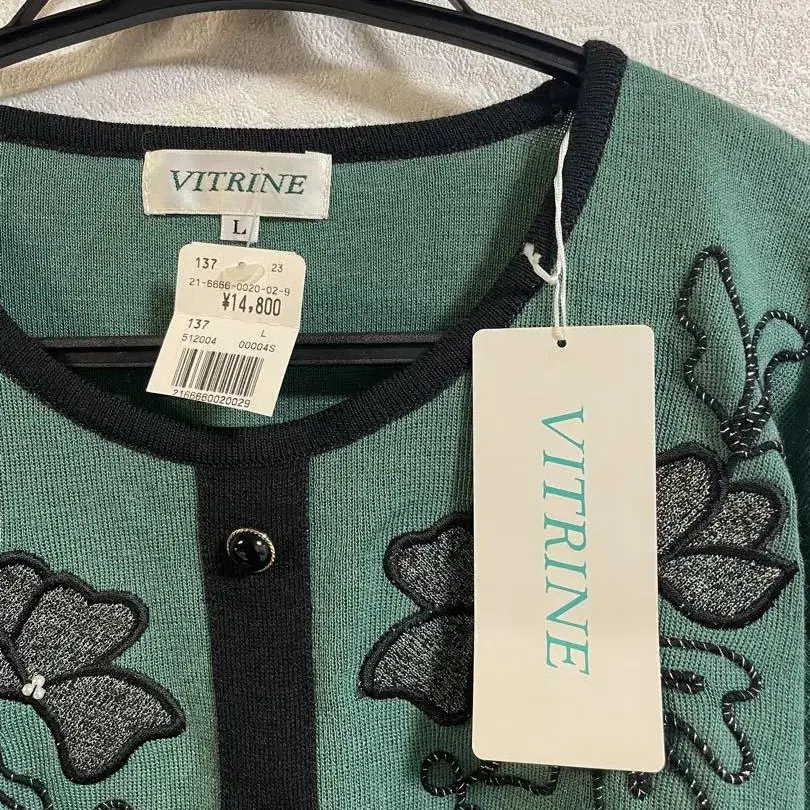 VITRINE
L
137 23
21-6666-0020-02-9
¥14,800
137 L
512004 00004S
2166660020029
VITRINE